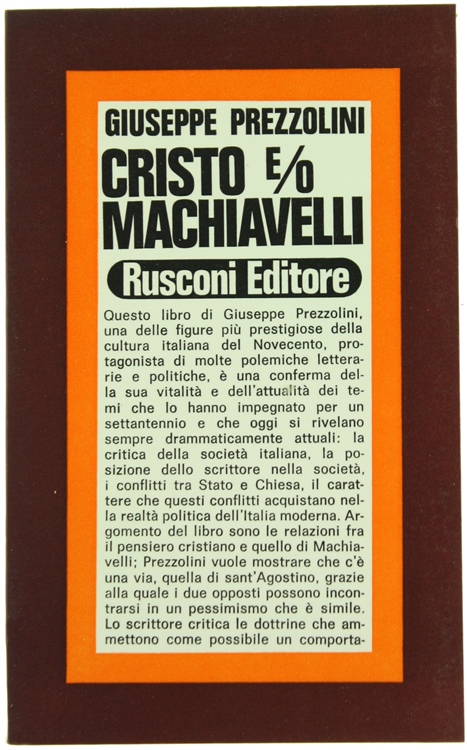 GIUSEPPE PREZZOLINI
CRISTO E/O
MACHIAVELLI
Rusconi Editore
Questo libro di Giuseppe Prezzolini,
una delle figure più prestigiose della
cultura italiana del Novecento, pro-
tagonista di molte polemiche lettera-
rie e politiche, è una conferma del-
la sua vitalità e dell'attualità dei te-
mi che lo hanno impegnato per un
settantennio e che oggi si rivelano
sempre drammaticamente attuali: la
critica della società italiana, la po-
sizione dello scrittore nella società,
i conflitti tra Stato e Chiesa, il carat-
tere che questi conflitti acquistano nel-
la realtà politica dell'Italia moderna. Ar-
gomento del libro sono le relazioni fra
il pensiero cristiano e quello di Machia-
velli; Prezzolini vuole mostrare che c'è
una via, quella di sant'Agostino, grazie
alla quale i due opposti possono incon-
trarsi in un pessimismo che è simile.
Lo scrittore critica le dottrine che am-
mettono come possibile un comporta-